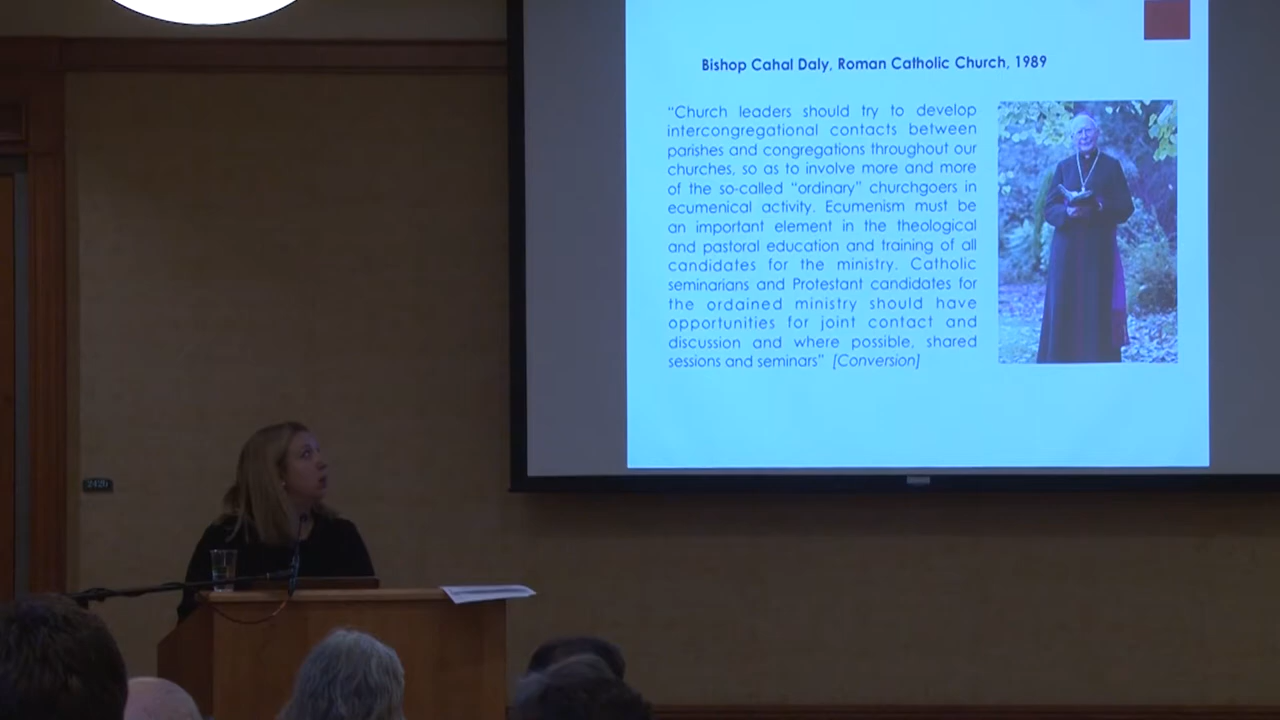 Bishop Cahal Daly, Roman Catholic Church, 1989
“Church leaders should try to develop
intercongregational contacts between
parishes and congregations throughout our
churches, so as to involve more and more
of the so-called “ordinary” churchgoers in
ecumenical activity. Ecumenism must be
an important element in the theological
and pastoral education and training of all
candidates for the ministry. Catholic
seminarians and Protestant candidates for
the ordained ministry should have
opportunities for joint contact and
discussion and where possible, shared
sessions and seminars” [Conversion]